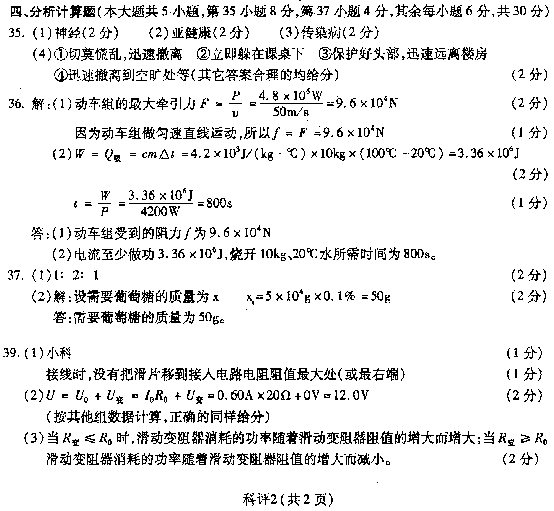 四、分析计算题(本大题共5小题,第35小题8分,第37小题4分,其余每小题6分,共30分)
35. (1)神经(2分) (2)亚健康(2分) (3)传染病(2分)
(4)①切莫慌乱,迅速撤离 ②立即躲在课桌下 ③保护好头部,迅速远离楼房
④迅速撤离到空旷处等(其它答案合理的均给分) (2分)
36. 解:(1)动车组的最大牵引力 F = P/υ = 4.8×10⁶W/50m/s = 9.6×10⁴N (2分)
因为动车组做匀速直线运动,所以 f = F = 9.6×10⁴N (1分)
(2)W = Q吸 = cm△t = 4.2×10³J/(kg·℃)×10kg×(100℃-20℃) = 3.36×10⁶J
(2分)
t = W/P = 3.36×10⁶J/4200W = 800s (1分)
答:(1)动车组受到的阻力 f 为 9.6×10⁴N
(2)电流至少做功 3.36×10⁶J,烧开 10kg、20℃水所需时间为 800s。
37. (1)1:2:1 (2分)
(2)解:设需要葡萄糖的质量为 x x=5×10⁴g×0.1% =50g (2分)
答:需要葡萄糖的质量为 50g。
39. (1)小科 (1分)
接线时,没有把滑片移到接入电路电阻阻值最大处(或最右端) (1分)
(2)U = U₀ + U变 = I₀R₀ + U变 = 0.60A×20Ω+0V=12.0V (2分)
(按其他组数据计算,正确的同样给分)
(3)当 R变 ≤ R₀ 时,滑动变阻器消耗的功率随着滑动变阻器阻值的增大而增大;当 R变 ≥ R₀
滑动变阻器消耗的功率随着滑动变阻器阻值的增大而减小。 (2分)
科评2(共2页)